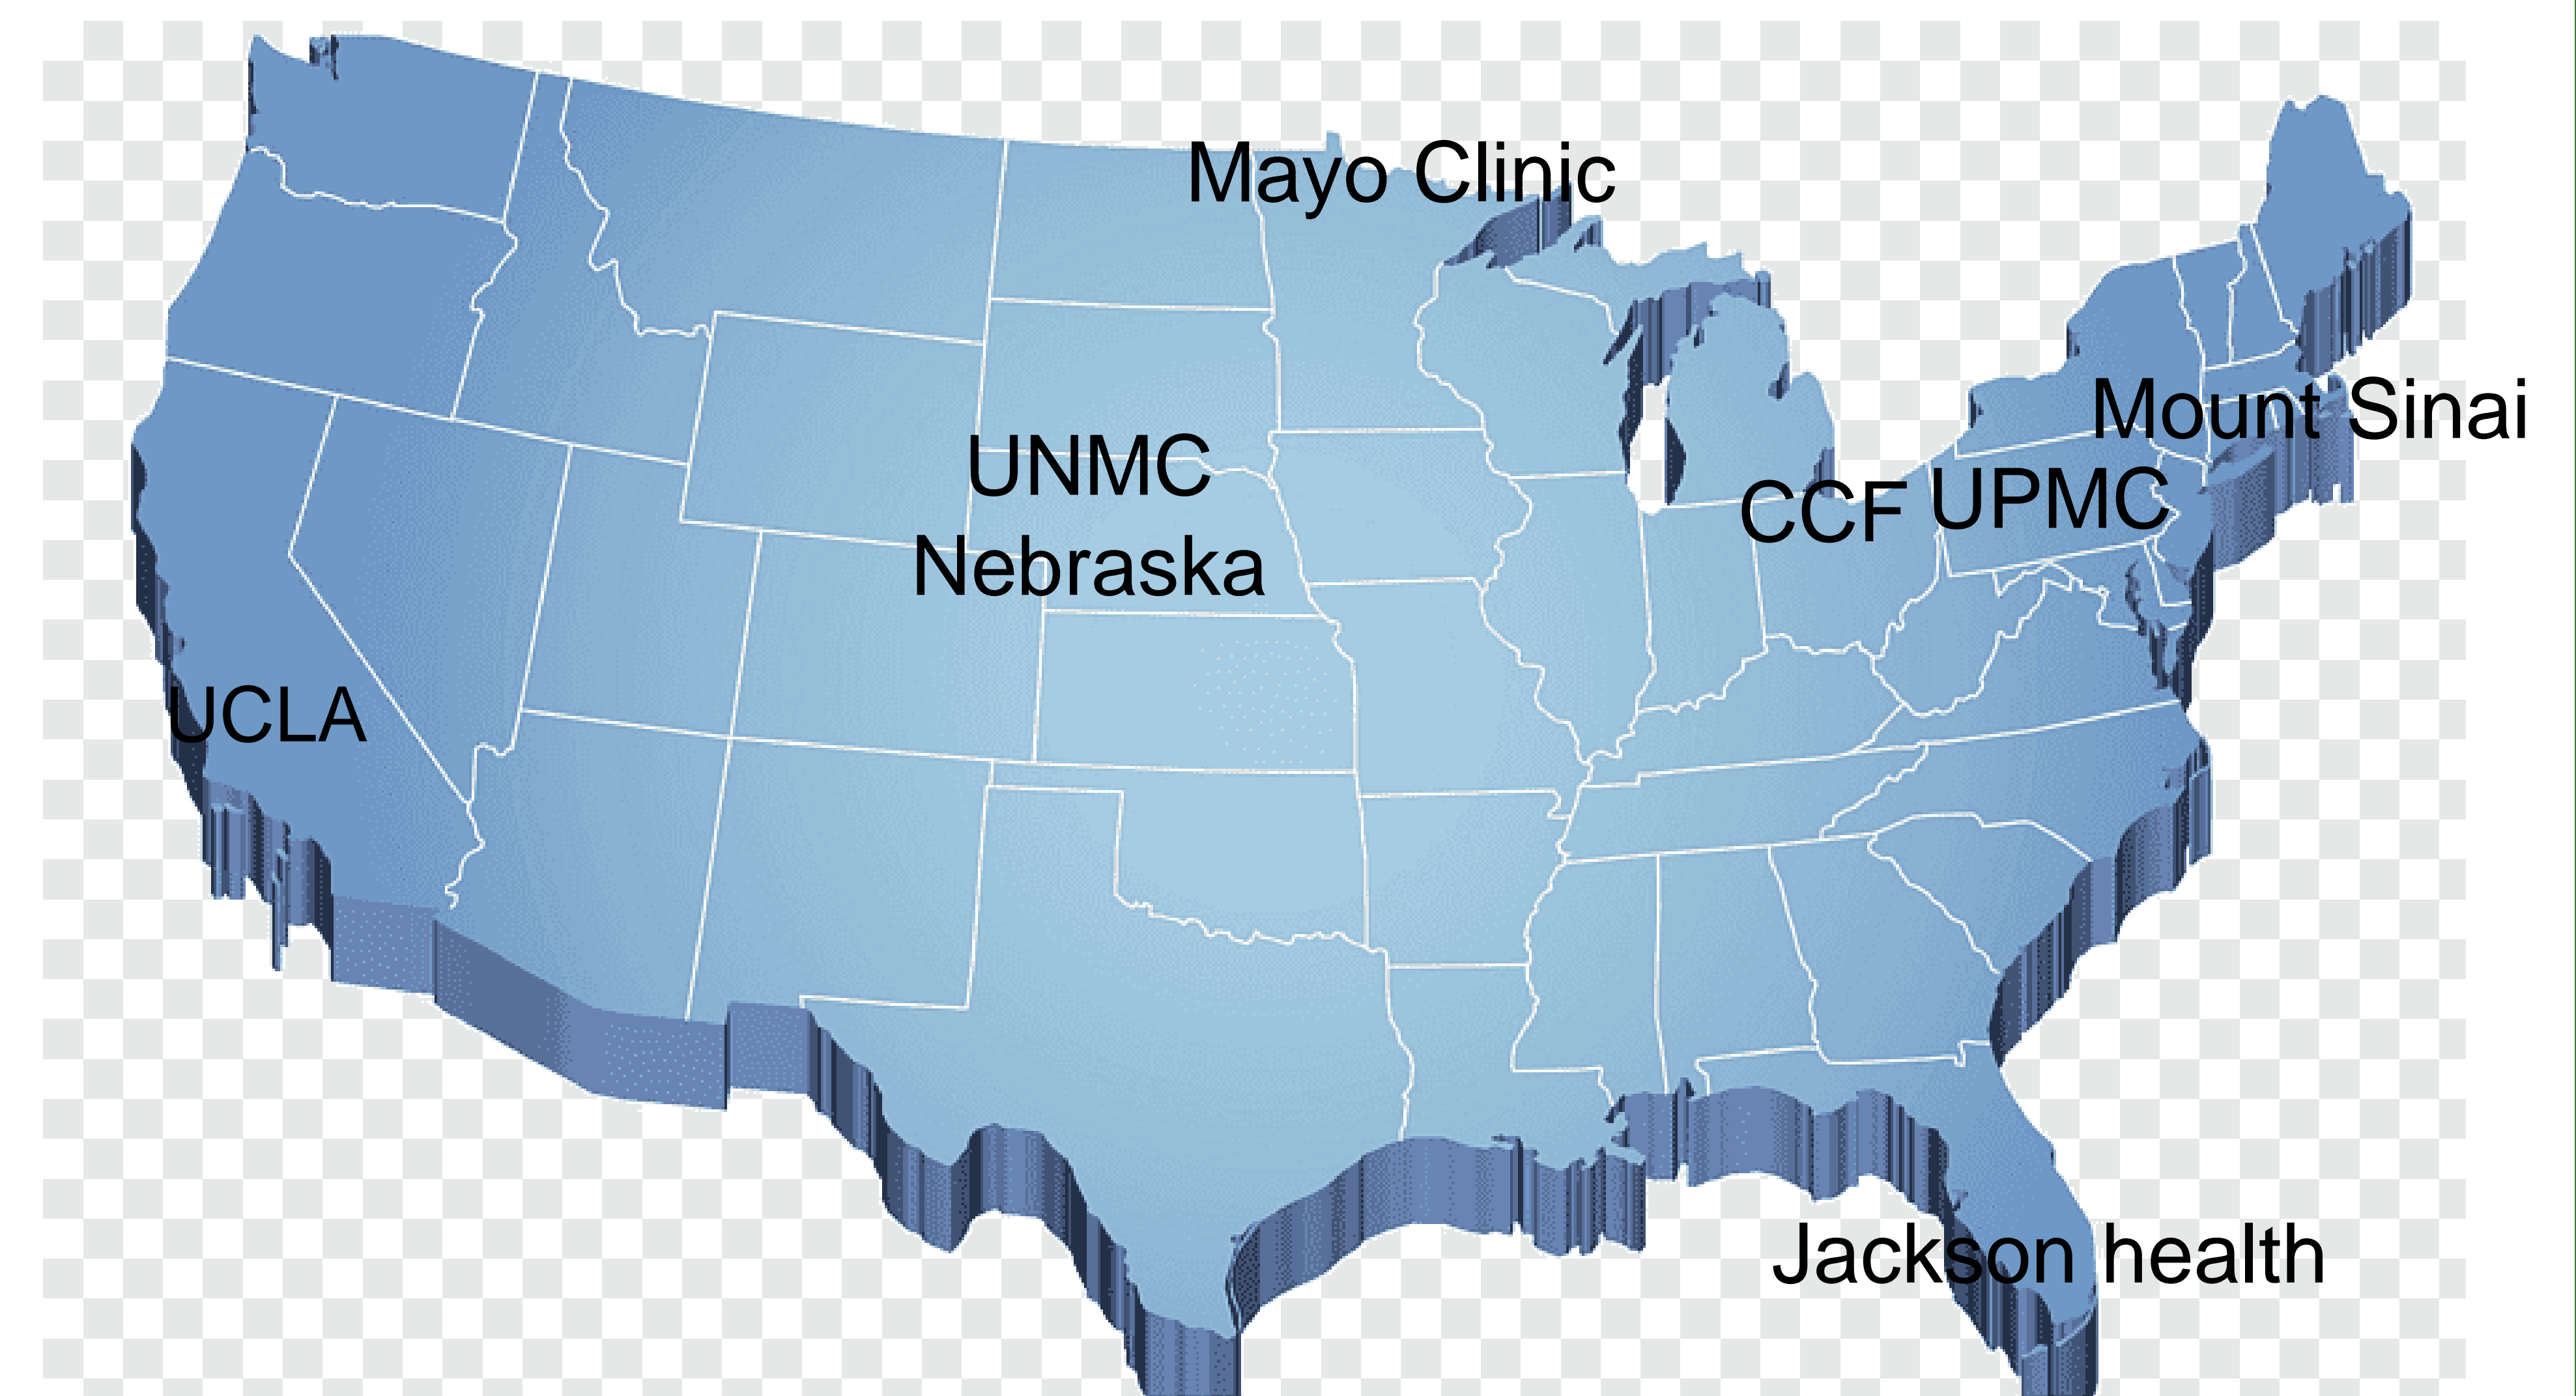 Mayo Clinic
Mount Sinai
UNMC
Nebraska
CCF
UPMC
UCLA
Jackson health